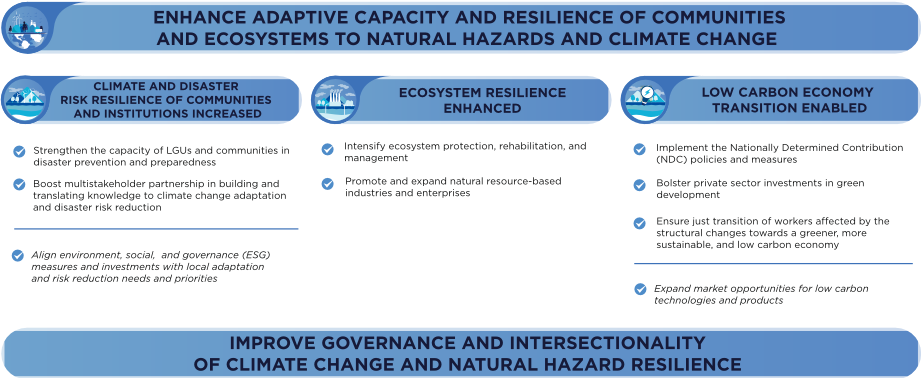 ENHANCE ADAPTIVE CAPACITY AND RESILIENCE OF COMMUNITIES
AND ECOSYSTEMS TO NATURAL HAZARDS AND CLIMATE CHANGE
CLIMATE AND DISASTER
RISK RESILIENCE OF COMMUNITIES
AND INSTITUTIONS INCREASED
Strengthen the capacity of LGUs and communities in
disaster prevention and preparedness
Boost multistakeholder partnership in building and
translating knowledge to climate change adaptation
and disaster risk reduction
Align environment, social, and governance (ESG)
measures and investments with local adaptation
and risk reduction needs and priorities
ECOSYSTEM RESILIENCE
ENHANCED
Intensify ecosystem protection, rehabilitation, and
management
Promote and expand natural resource-based
industries and enterprises
LOW CARBON ECONOMY
TRANSITION ENABLED
Implement the Nationally Determined Contribution
(NDC) policies and measures
Bolster private sector investments in green
development
Ensure just transition of workers affected by the
structural changes towards a greener, more
sustainable, and low carbon economy
Expand market opportunities for low carbon
technologies and products
IMPROVE GOVERNANCE AND INTERSECTIONALITY
OF CLIMATE CHANGE AND NATURAL HAZARD RESILIENCE